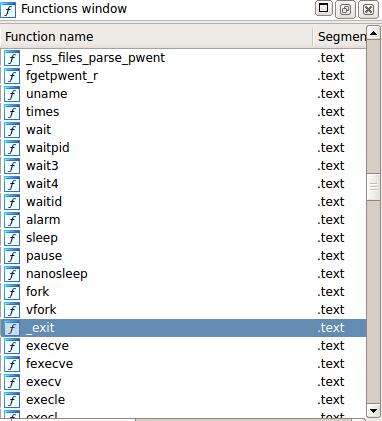 Functions window
Function name Segmen
_nss_files_parse_pwent .text
fgetpwent_r .text
uname .text
times .text
wait .text
waitpid .text
wait3 .text
wait4 .text
waitid .text
alarm .text
sleep .text
pause .text
nanosleep .text
fork .text
vfork .text
_exit .text
execve .text
fexecve .text
execv .text
execle .text
execl .text